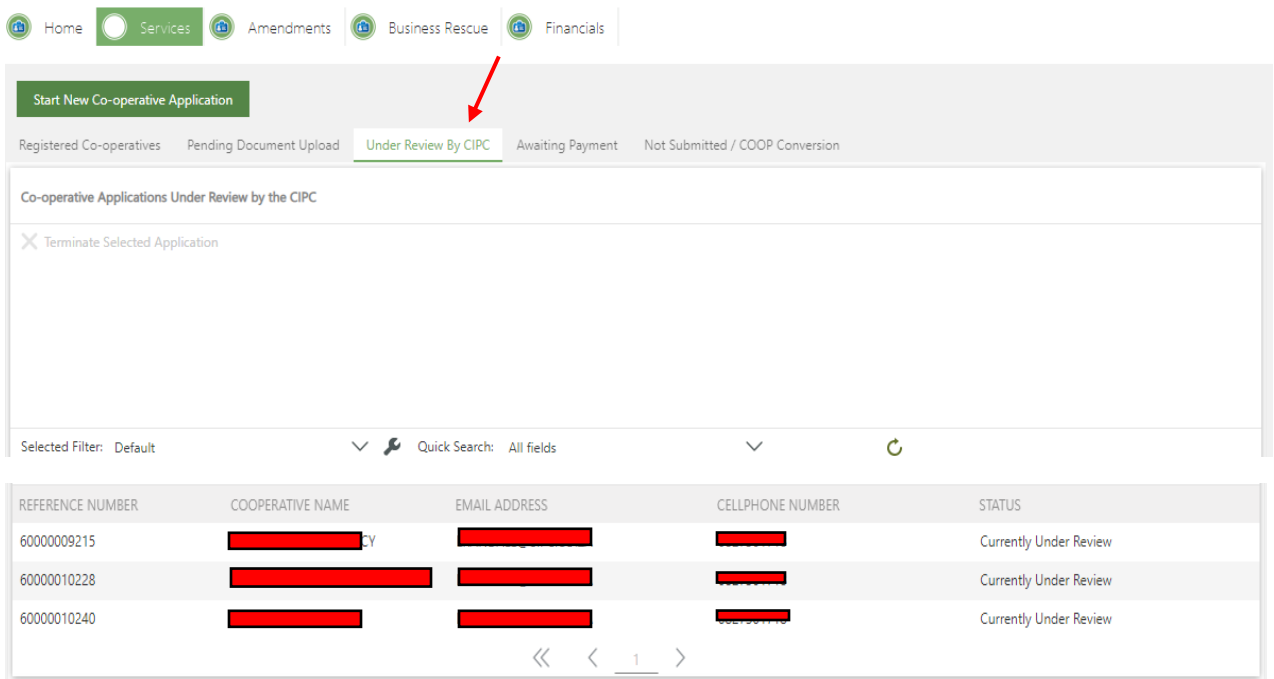 Home Services Amendments Business Rescue Financials
Start New Co-operative Application
Registered Co-operatives Pending Document Upload Under Review By CIPC Awaiting Payment Not Submitted / COOP Conversion
Co-operative Applications Under Review by the CIPC
Terminate Selected Application
Selected Filter: Default Quick Search: All fields
REFERENCE NUMBER COOPERATIVE NAME EMAIL ADDRESS CELLPHONE NUMBER STATUS
60000009215 CY Currently Under Review
60000010228 Currently Under Review
60000010240 Currently Under Review
1